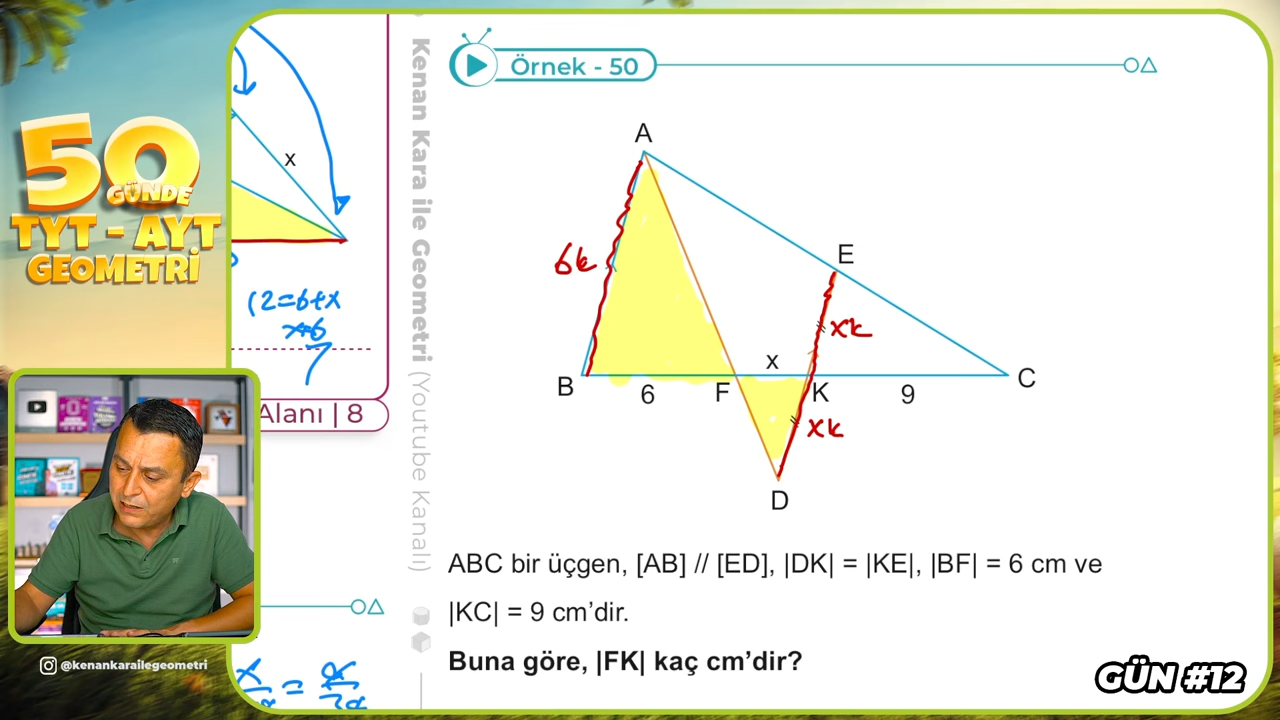 50
GÜNDE
TYT - AYT
GEOMETRİ
x
12=6+x
x=6
Alanı | 8
Kenan Kara ile Geometri (Youtube Kanalı)
Örnek - 50
A
E
6k
xk
x
B
6
F
K
9
C
xk
D
ABC bir üçgen, [AB] // [ED], |DK| = |KE|, |BF| = 6 cm ve
|KC| = 9 cm’dir.
Buna göre, |FK| kaç cm’dir?
@kenankarailegeometri
GÜN #12